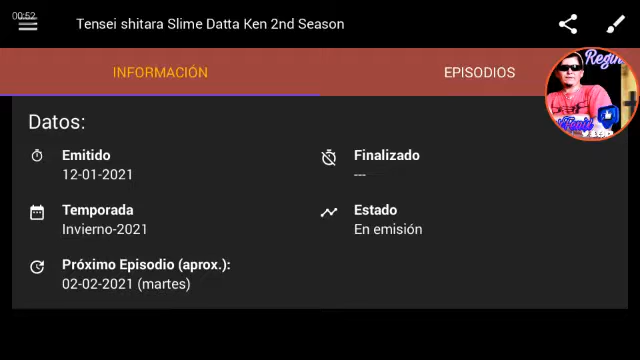 00:52
Tensei shitara Slime Datta Ken 2nd Season
INFORMACIÓN
EPISODIOS
Datos:
Emitido
12-01-2021
Finalizado
---
Temporada
Invierno-2021
Estado
En emisión
Próximo Episodio (aprox.):
02-02-2021 (martes)